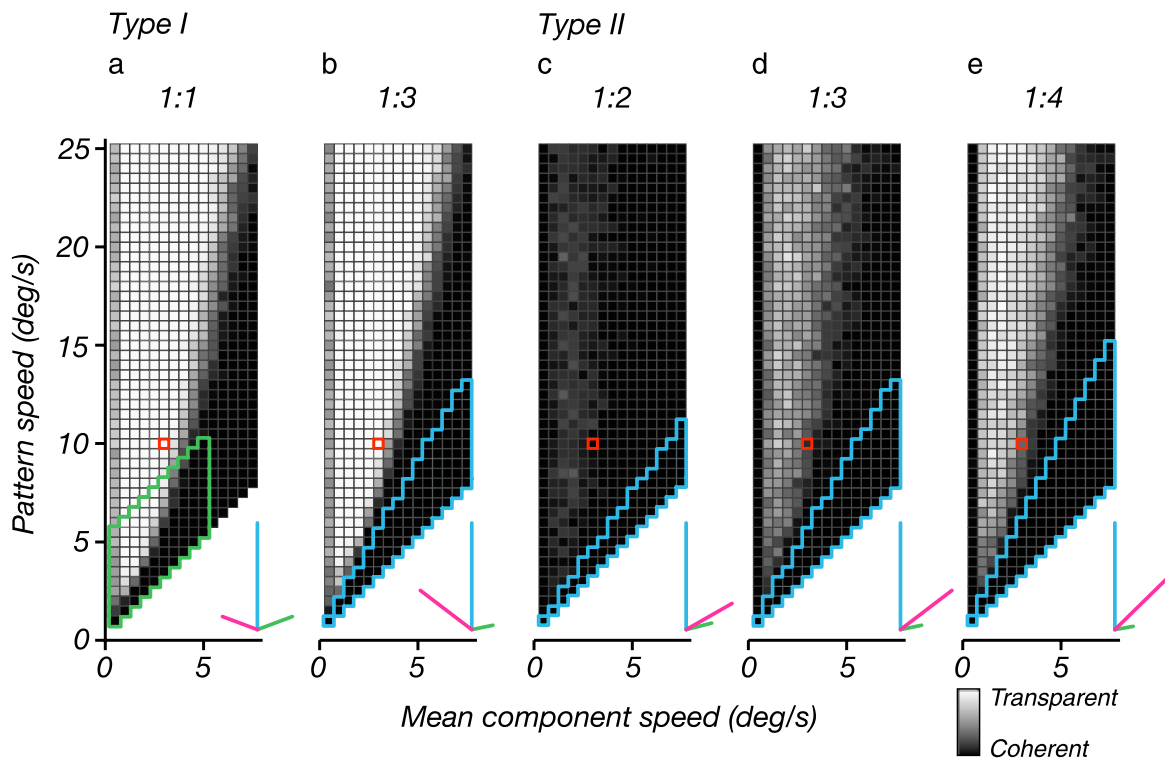 Type I
Type II
a
b
c
d
e
1:1
1:3
1:2
1:3
1:4
25
20
15
10
5
0
Pattern speed (deg/s)
0 5
0 5
0 5
0 5
0 5
Mean component speed (deg/s)
Transparent
Coherent